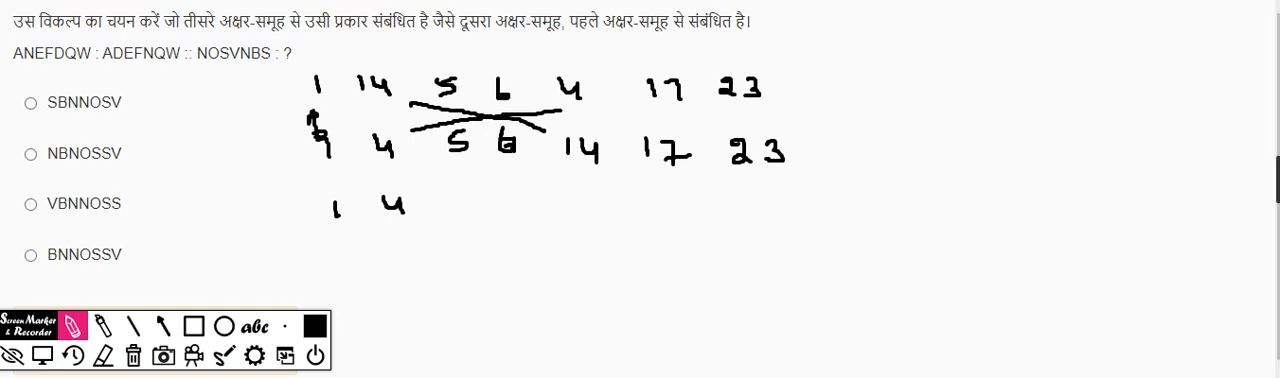 उस विकल्प का चयन करें जो तीसरे अक्षर-समूह से उसी प्रकार संबंधित है जैसे दूसरा अक्षर-समूह, पहले अक्षर-समूह से संबंधित है।
ANEFDQW : ADEFNQW :: NOSVNBS : ?
1 14 5 6 4 17 23
SBNNOSV
4 5 6 14 17 23
NBNOSSV
VBNNOSS
1 4
BNNOSSV
Screen Marker
& Recorder
abc